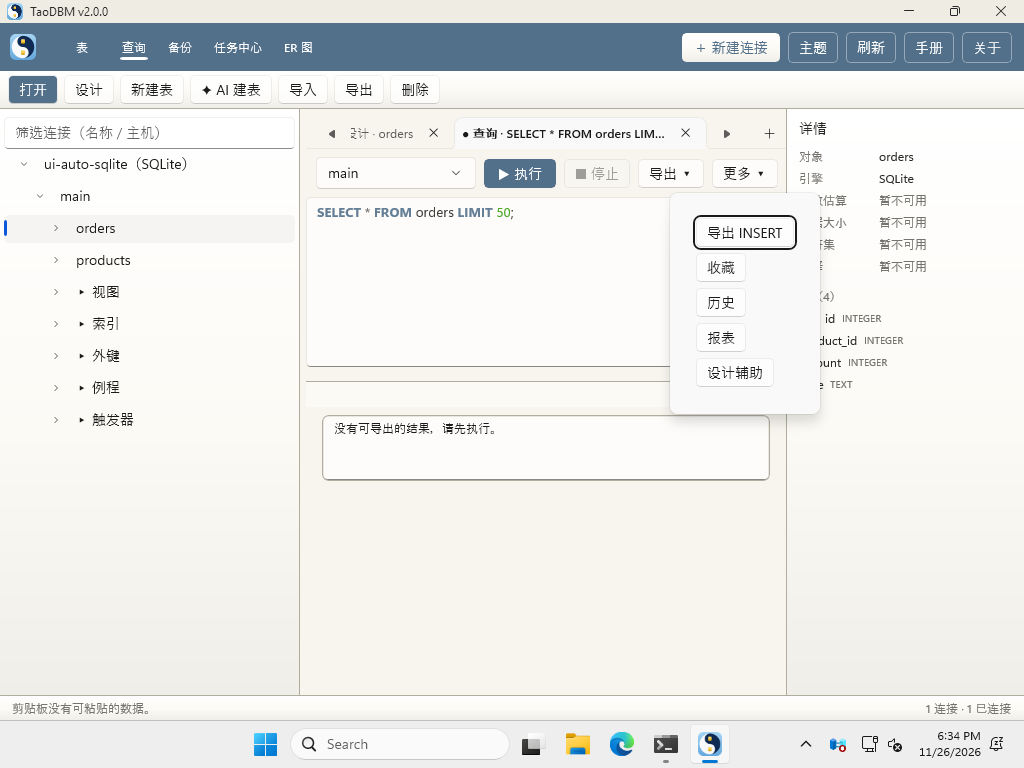 TaoDBM v2.0.0
表 查询 备份 任务中心 ER 图 + 新建连接 主题 刷新 手册 关于
打开 设计 新建表 ✦ AI 建表 导入 导出 删除
筛选连接（名称 / 主机）
ui-auto-sqlite（SQLite）
main
orders
products
视图
索引
外键
例程
触发器
· orders
● 查询 · SELECT * FROM orders LIM...
main
执行 停止 导出 ▾ 更多 ▾
SELECT * FROM orders LIMIT 50;
导出 INSERT
收藏
历史
报表
设计辅助
没有可导出的结果，请先执行。
详情
对象 orders
引擎 SQLite
估算 暂不可用
大小 暂不可用
集 暂不可用
暂不可用
(4)
id INTEGER
duct_id INTEGER
ount INTEGER
e TEXT
剪贴板没有可粘贴的数据。
1 连接 · 1 已连接
Search
6:34 PM
11/26/2026